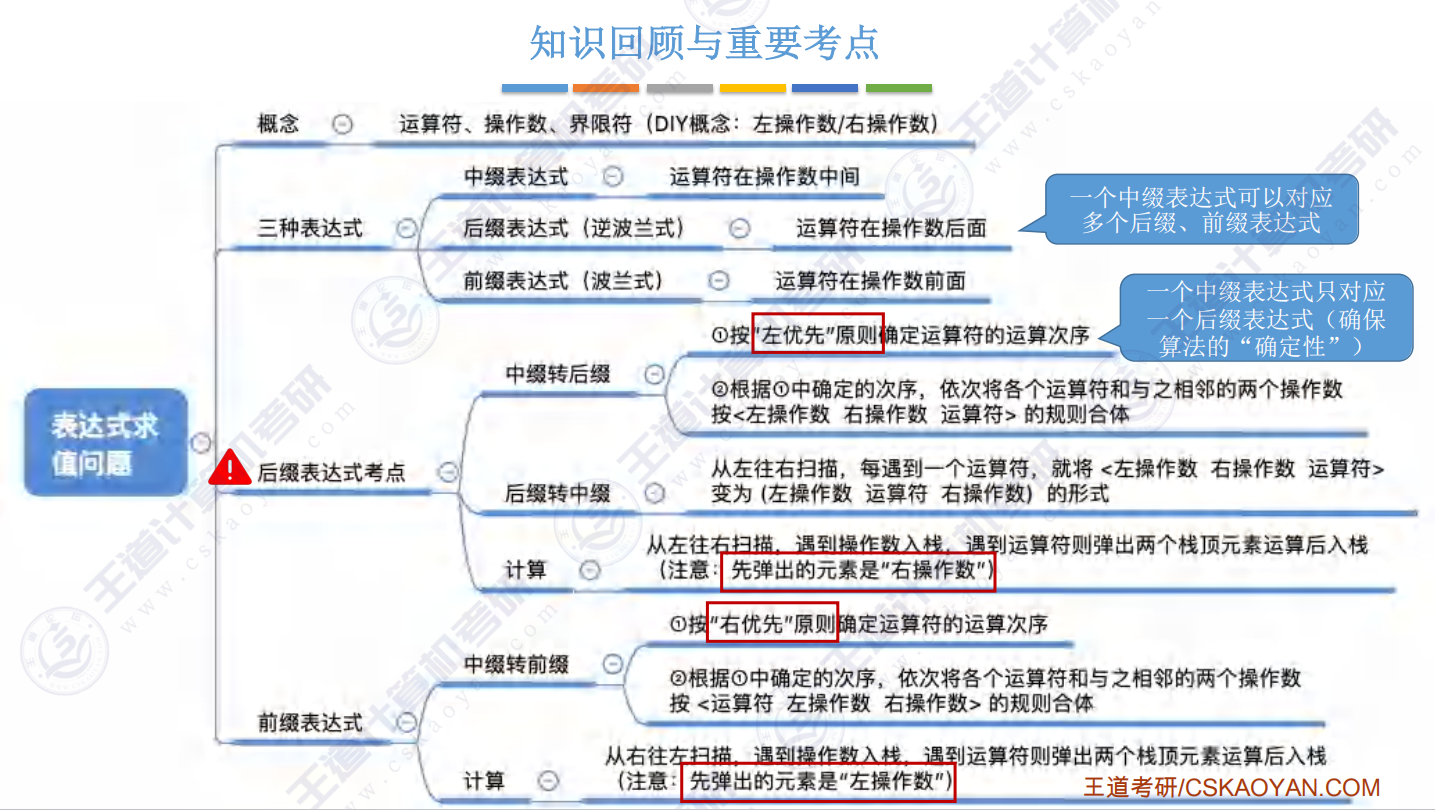 知识回顾与重要考点
概念
运算符、操作数、界限符（DIY概念：左操作数/右操作数）
三种表达式
中缀表达式
运算符在操作数中间
后缀表达式（逆波兰式）
运算符在操作数后面
前缀表达式（波兰式）
运算符在操作数前面
一个中缀表达式可以对应
多个后缀、前缀表达式
一个中缀表达式只对应
一个后缀表达式（确保
算法的“确定性”）
表达式求
值问题
后缀表达式考点
中缀转后缀
①按“左优先”原则确定运算符的运算次序
②根据①中确定的次序，依次将各个运算符和与之相邻的两个操作数
按<左操作数 右操作数 运算符> 的规则合体
后缀转中缀
从左往右扫描，每遇到一个运算符，就将 <左操作数 右操作数 运算符>
变为 (左操作数 运算符 右操作数) 的形式
计算
从左往右扫描，遇到操作数入栈，遇到运算符则弹出两个栈顶元素运算后入栈
（注意：先弹出的元素是“右操作数”）
前缀表达式
中缀转前缀
①按“右优先”原则确定运算符的运算次序
②根据①中确定的次序，依次将各个运算符和与之相邻的两个操作数
按 <运算符 左操作数 右操作数> 的规则合体
计算
从右往左扫描，遇到操作数入栈，遇到运算符则弹出两个栈顶元素运算后入栈
（注意：先弹出的元素是“左操作数”）
王道考研/CSKAOYAN.COM
王道计算机考研
www.cskaoyan.com